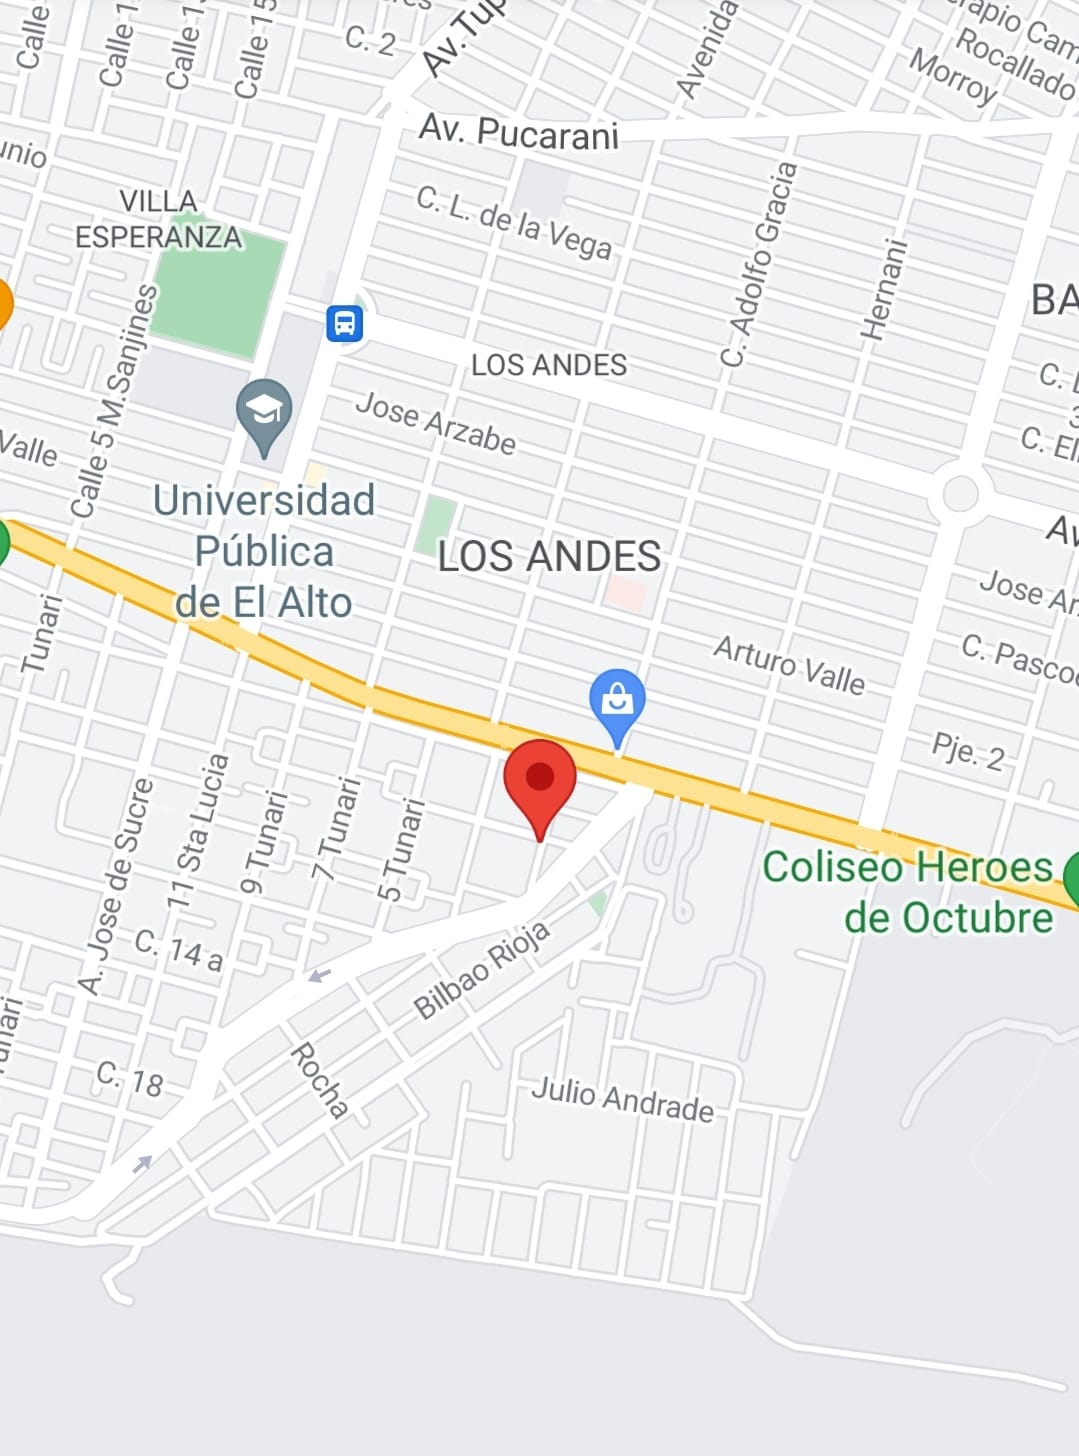 Calle
Calle 1
Calle 1
Calle 15
C. 2
Av. Tup
Avenida
erapio Cam
Rocallado
Morroy
Av. Pucarani
unio
VILLA
ESPERANZA
C. L. de la Vega
C. Adolfo Gracia
Hernani
BA
Calle 5 M.Sanjines
LOS ANDES
Jose Arzabe
C.
3
C. El
Valle
Universidad
Pública
de El Alto
LOS ANDES
Av
Jose Ar
Tunari
Arturo Valle
C. Pasco
Pje. 2
A. Jose de Sucre
11 Sta Lucia
9 Tunari
7 Tunari
5 Tunari
Coliseo Heroes
de Octubre
C. 14 a
Bilbao Rioja
unari
C. 18
Rocha
Julio Andrade